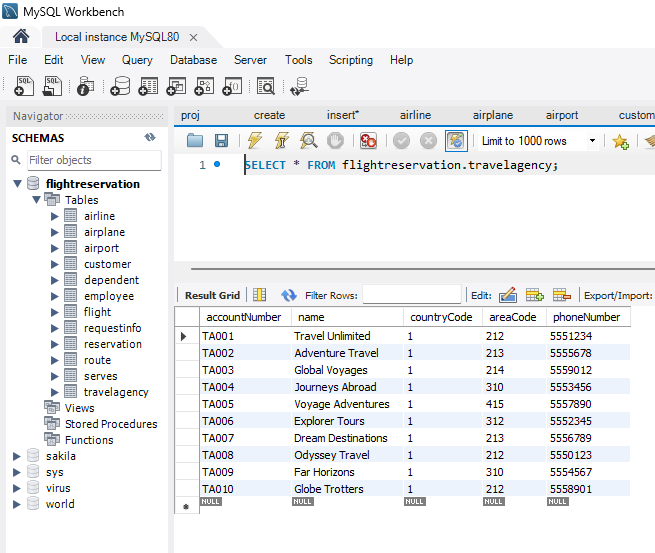 MySQL Workbench
Local instance MySQL80
File Edit View Query Database Server Tools Scripting Help
SQL SQL
Navigator
SCHEMAS
Filter objects
flightreservation
Tables
airline
airplane
airport
customer
dependent
employee
flight
requestinfo
reservation
route
serves
travelagency
Views
Stored Procedures
Functions
sakila
sys
virus
world
proj create insert* airline airplane airport custom
Limit to 1000 rows
1 SELECT * FROM flightreservation.travelagency;
Result Grid Filter Rows: Edit: Export/Import:
accountNumber name countryCode areaCode phoneNumber
TA001 Travel Unlimited 1 212 5551234
TA002 Adventure Travel 1 213 5555678
TA003 Global Voyages 1 214 5559012
TA004 Journeys Abroad 1 310 5553456
TA005 Voyage Adventures 1 415 5557890
TA006 Explorer Tours 1 312 5552345
TA007 Dream Destinations 1 213 5556789
TA008 Odyssey Travel 1 212 5550123
TA009 Far Horizons 1 310 5554567
TA010 Globe Trotters 1 212 5558901
NULL NULL NULL NULL NULL